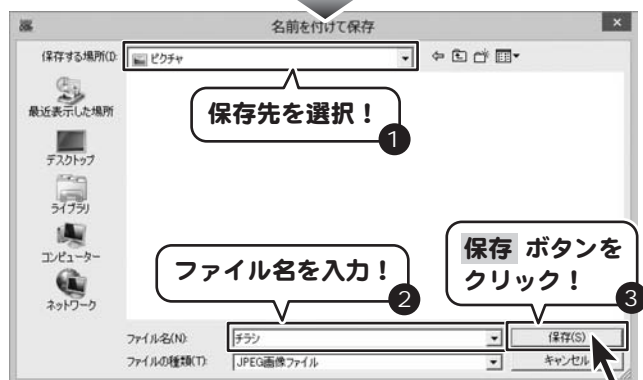 名前を付けて保存
×
保存する場所(I):
ピクチャ
最近表示した場所
保存先を選択！
1
デスクトップ
ライブラリ
コンピューター
ネットワーク
ファイル名を入力！
2
保存 ボタンを
クリック！
3
ファイル名(N):
チラシ
保存(S)
ファイルの種類(T):
JPEG画像ファイル
キャンセル